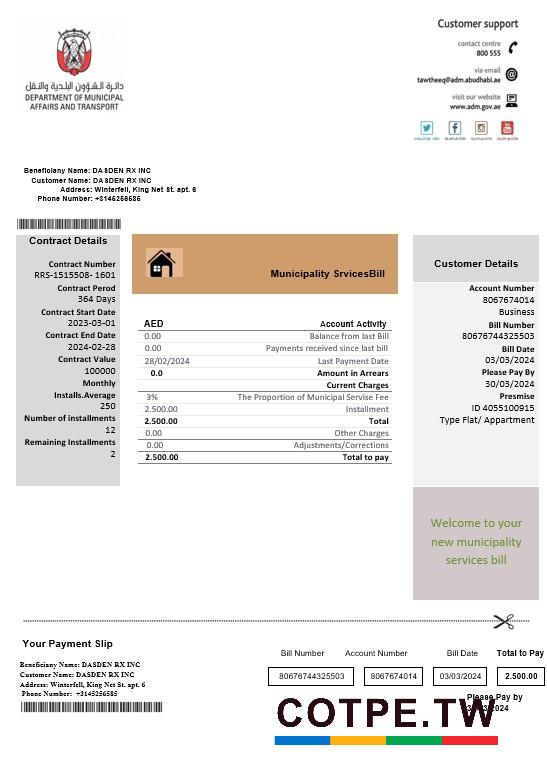 Customer support
contact centre
800 555
via email
tawtheeq@adm.abudhabi.ae
visit our website
www.adm.gov.ae
دائرة الشؤون البلدية والنقل
DEPARTMENT OF MUNICIPAL
AFFAIRS AND TRANSPORT
Beneficiany Name: DASDEN RX INC
Customer Name: DASDEN RX INC
Address: Winterfell, King Net St. apt. 6
Phone Number: +3145256585
Contract Details
Contract Number
RRS-1515508- 1601
Contract Perod
364 Days
Contract Start Date
2023-03-01
Contract End Date
2024-02-28
Contract Value
100000
Monthly
Installs.Average
250
Number of installments
12
Remaining Installments
2
Municipality SrvicesBill
AED Account Activity
0.00 Balance from last Bill
0.00 Payments received since last bill
28/02/2024 Last Payment Date
0.0 Amount in Arrears
Current Charges
3% The Proportion of Municipal Servise Fee
2.500.00 Installment
2.500.00 Total
0.00 Other Charges
0.00 Adjustments/Corrections
2.500.00 Total to pay
Customer Details
Account Number
8067674014
Business
Bill Number
80676744325503
Bill Date
03/03/2024
Please Pay By
30/03/2024
Presmise
ID 4055100915
Type Flat/ Appartment
Welcome to your
new municipality
services bill
Your Payment Slip
Beneficiany Name: DASDEN RX INC
Customer Name: DASDEN RX INC
Address: Winterfell, King Net St. apt. 6
Phone Number: +3145256585
Bill Number Account Number Bill Date Total to Pay
80676744325503 8067674014 03/03/2024 2.500.00
Please Pay by
COTPE.TW